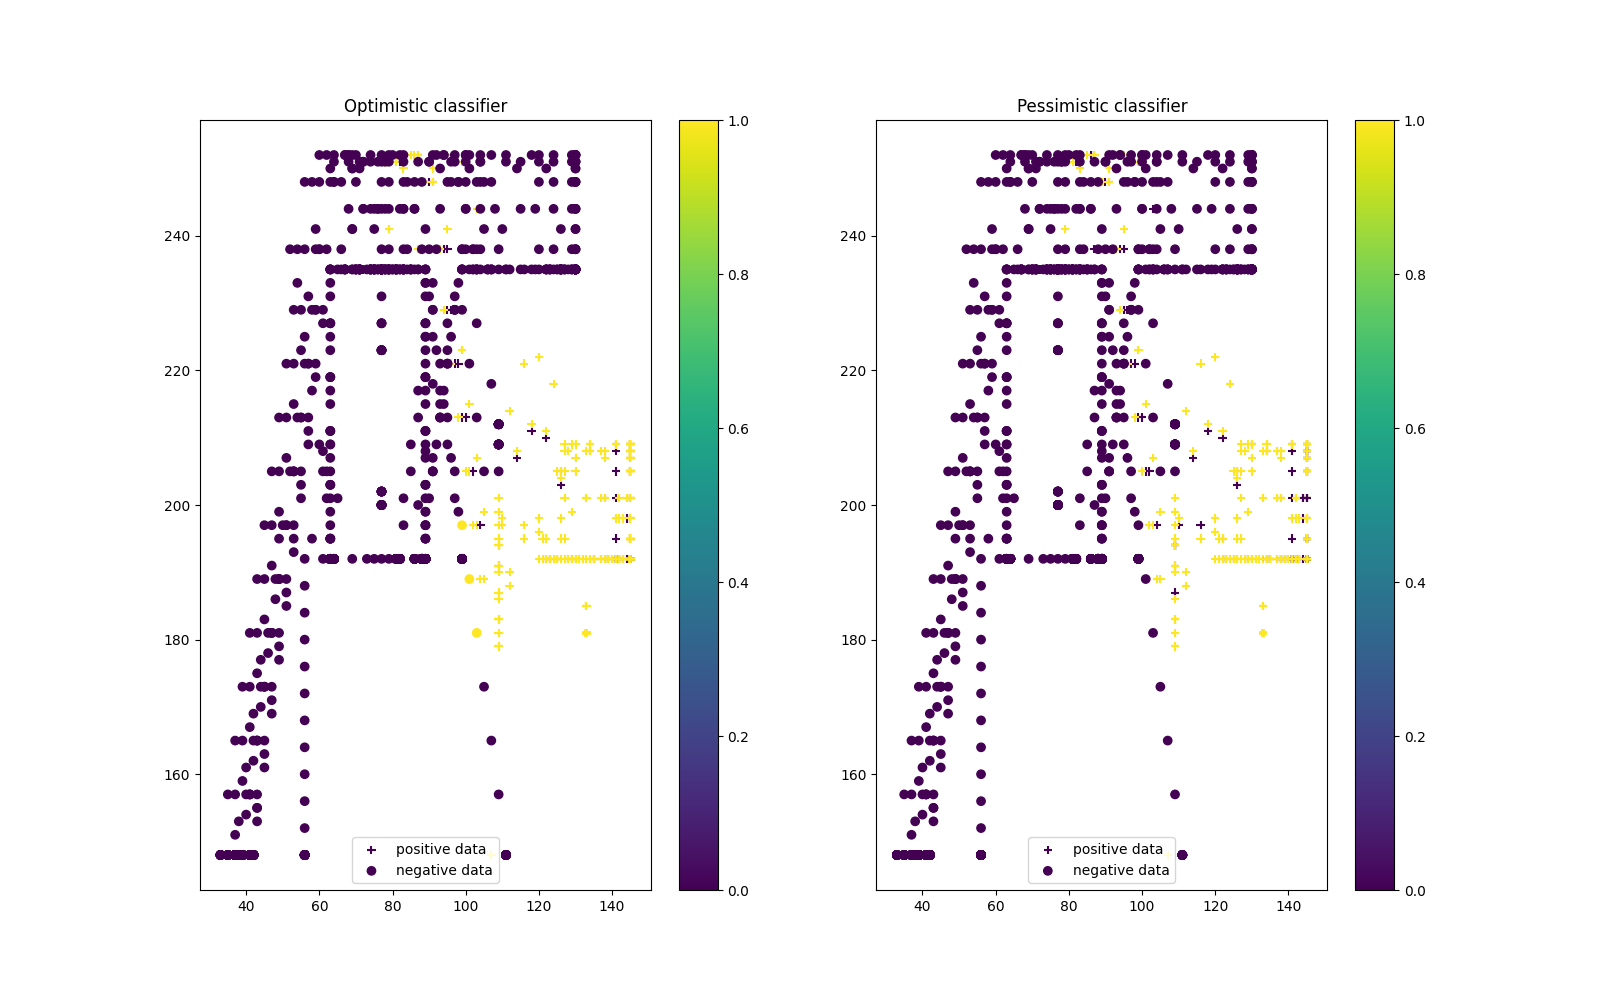 Optimistic classifier
240
220
200
180
160
40 60 80 100 120 140
positive data
negative data
1.0
0.8
0.6
0.4
0.2
0.0
Pessimistic classifier
240
220
200
180
160
40 60 80 100 120 140
positive data
negative data
1.0
0.8
0.6
0.4
0.2
0.0